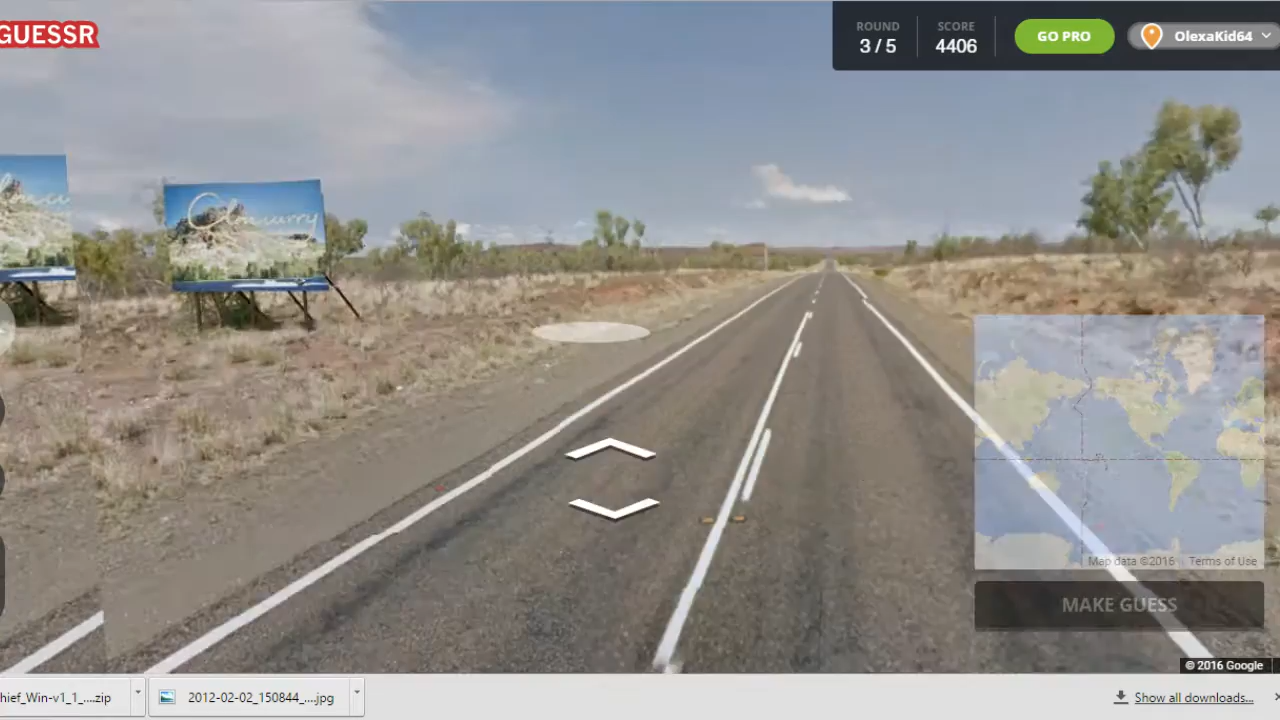 GUESSR
ROUND
3 / 5
SCORE
4406
GO PRO
OlexaKid64
Cloncurry
Map data ©2016
Terms of Use
MAKE GUESS
© 2016 Google
hief_Win-v1_1_....zip
2012-02-02_150844_....jpg
Show all downloads...